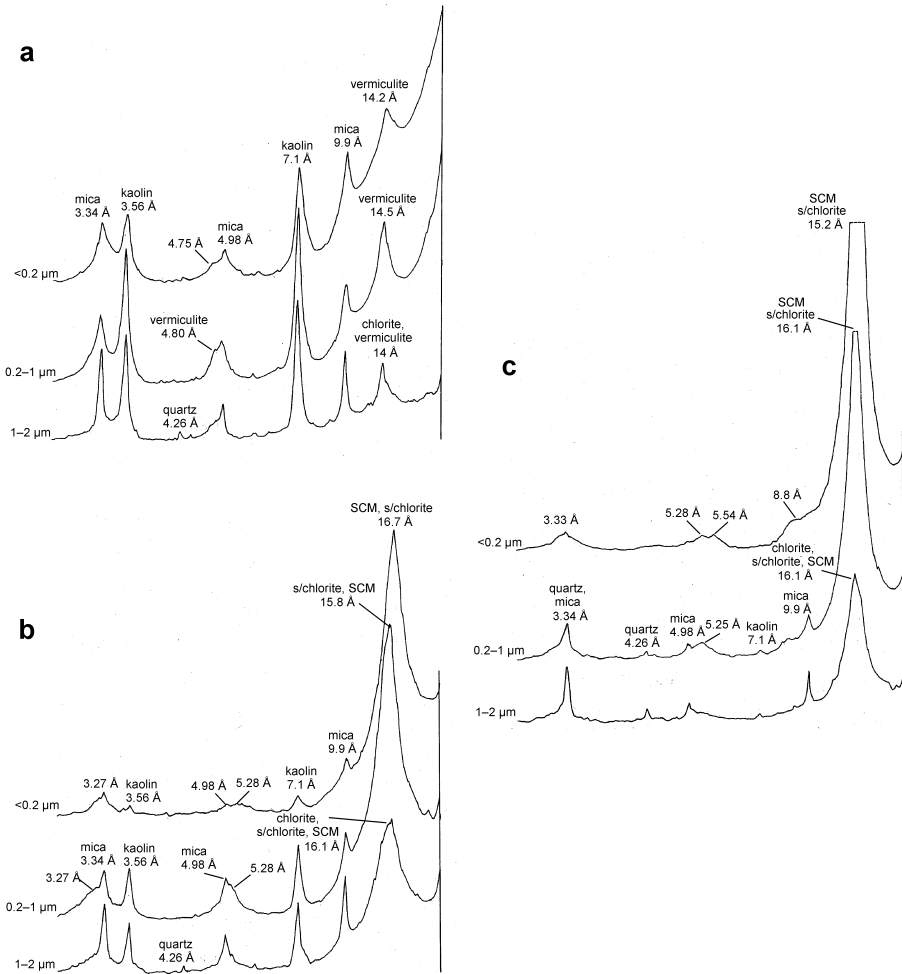 a
vermiculite
14.2 Å
mica
9.9 Å
kaolin
7.1 Å
mica
3.34 Å
kaolin
3.56 Å
mica
4.98 Å
4.75 Å
<0.2 µm
vermiculite
14.5 Å
vermiculite
4.80 Å
chlorite,
vermiculite
14 Å
0.2–1 µm
quartz
4.26 Å
1–2 µm
b
SCM, s/chlorite
16.7 Å
s/chlorite, SCM
15.8 Å
mica
9.9 Å
kaolin
7.1 Å
3.27 Å
kaolin
3.56 Å
4.98 Å
5.28 Å
<0.2 µm
chlorite,
s/chlorite, SCM
16.1 Å
mica
3.34 Å
kaolin
3.56 Å
mica
4.98 Å
5.28 Å
3.27 Å
0.2–1 µm
quartz
4.26 Å
1–2 µm
c
SCM
s/chlorite
15.2 Å
SCM
s/chlorite
16.1 Å
8.8 Å
3.33 Å
5.28 Å
5.54 Å
<0.2 µm
chlorite,
s/chlorite, SCM
16.1 Å
quartz,
mica
3.34 Å
quartz
4.26 Å
mica
4.98 Å
5.25 Å
kaolin
7.1 Å
mica
9.9 Å
0.2–1 µm
1–2 µm